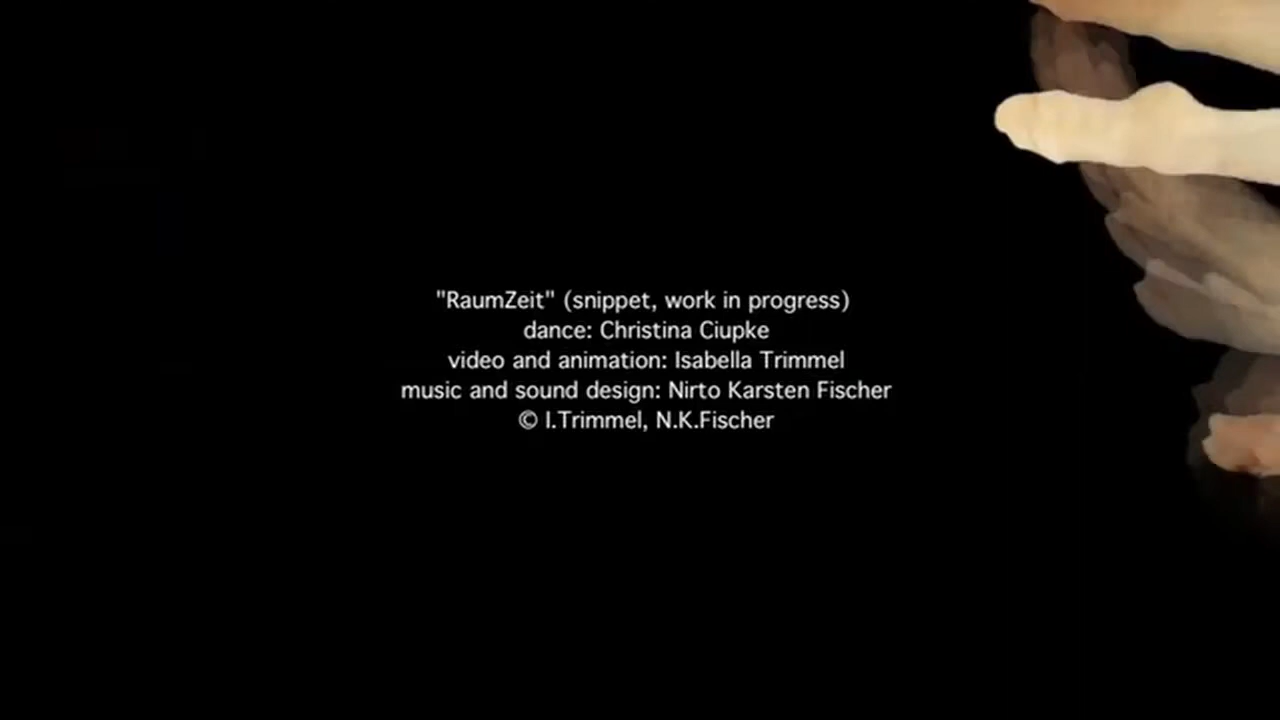 "RaumZeit" (snippet, work in progress)
dance: Christina Ciupke
video and animation: Isabella Trimmel
music and sound design: Nirto Karsten Fischer
© I.Trimmel, N.K.Fischer